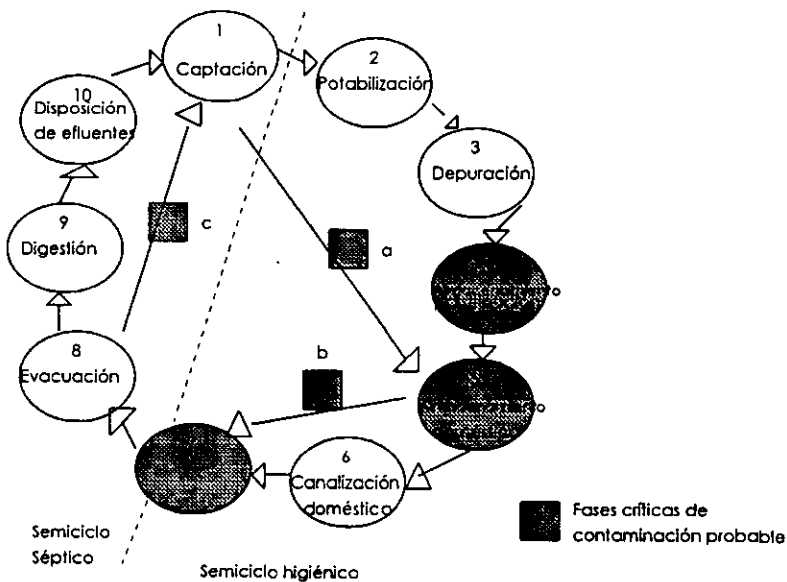 1
Captación
2
Potabilización
3
Depuración
10
Disposición
de efluentes
9
Digestión
8
Evacuación
6
Canalización
doméstico
a
b
c
Semiciclo
Séptico
Semiciclo higiénico
Fases críticas de
contaminación probable